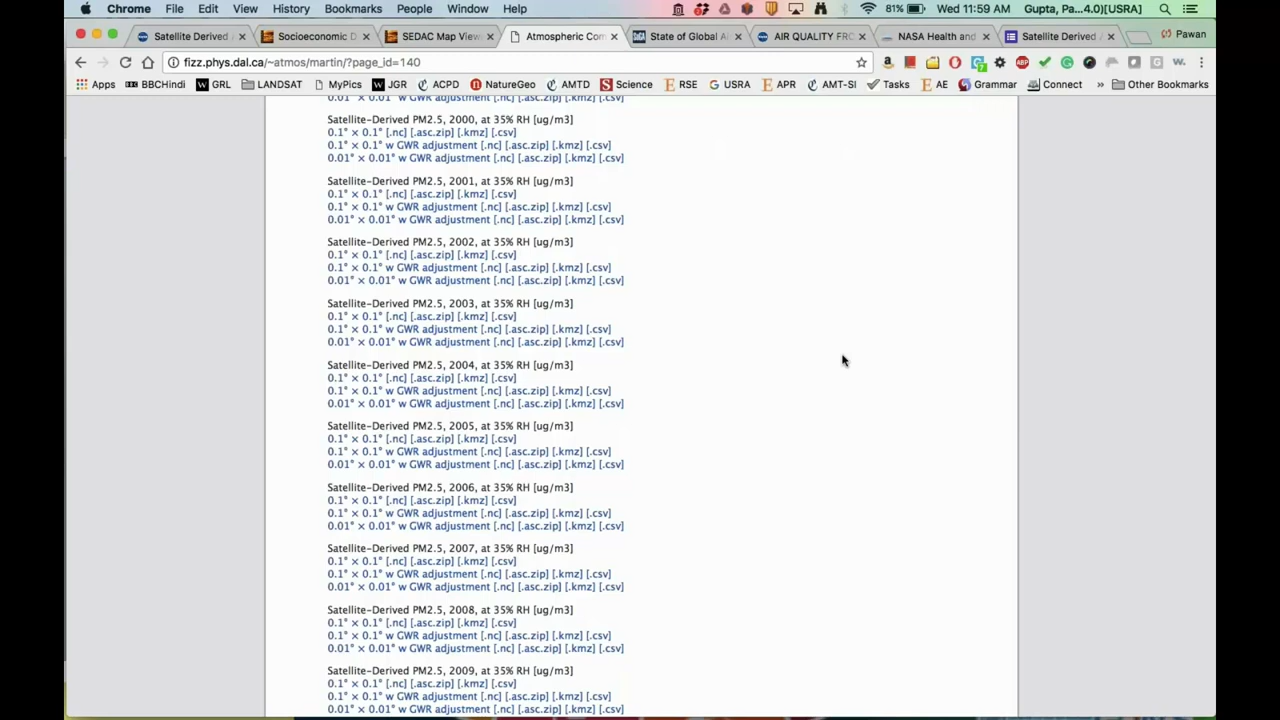 Chrome File Edit View History Bookmarks People Window Help 81% Wed 11:59 AM Gupta, Pa...4.0)[USRA]
Satellite Derived / Socioeconomic D SEDAC Map View Atmospheric Com State of Global Ai AIR QUALITY FRO NASA Health and Satellite Derived / Pawan
fizz.phys.dal.ca/~atmos/martin/?page_id=140
Apps BBCHindi GRL LANDSAT MyPics JGR ACPD NatureGeo AMTD Science RSE USRA APR AMT-SI Tasks AE Grammar Connect » Other Bookmarks
0.01° × 0.01° w GWR adjustment [.nc] [.asc.zip] [.kmz] [.csv]
Satellite-Derived PM2.5, 2000, at 35% RH [ug/m3]
0.1° × 0.1° [.nc] [.asc.zip] [.kmz] [.csv]
0.1° × 0.1° w GWR adjustment [.nc] [.asc.zip] [.kmz] [.csv]
0.01° × 0.01° w GWR adjustment [.nc] [.asc.zip] [.kmz] [.csv]
Satellite-Derived PM2.5, 2001, at 35% RH [ug/m3]
0.1° × 0.1° [.nc] [.asc.zip] [.kmz] [.csv]
0.1° × 0.1° w GWR adjustment [.nc] [.asc.zip] [.kmz] [.csv]
0.01° × 0.01° w GWR adjustment [.nc] [.asc.zip] [.kmz] [.csv]
Satellite-Derived PM2.5, 2002, at 35% RH [ug/m3]
0.1° × 0.1° [.nc] [.asc.zip] [.kmz] [.csv]
0.1° × 0.1° w GWR adjustment [.nc] [.asc.zip] [.kmz] [.csv]
0.01° × 0.01° w GWR adjustment [.nc] [.asc.zip] [.kmz] [.csv]
Satellite-Derived PM2.5, 2003, at 35% RH [ug/m3]
0.1° × 0.1° [.nc] [.asc.zip] [.kmz] [.csv]
0.1° × 0.1° w GWR adjustment [.nc] [.asc.zip] [.kmz] [.csv]
0.01° × 0.01° w GWR adjustment [.nc] [.asc.zip] [.kmz] [.csv]
Satellite-Derived PM2.5, 2004, at 35% RH [ug/m3]
0.1° × 0.1° [.nc] [.asc.zip] [.kmz] [.csv]
0.1° × 0.1° w GWR adjustment [.nc] [.asc.zip] [.kmz] [.csv]
0.01° × 0.01° w GWR adjustment [.nc] [.asc.zip] [.kmz] [.csv]
Satellite-Derived PM2.5, 2005, at 35% RH [ug/m3]
0.1° × 0.1° [.nc] [.asc.zip] [.kmz] [.csv]
0.1° × 0.1° w GWR adjustment [.nc] [.asc.zip] [.kmz] [.csv]
0.01° × 0.01° w GWR adjustment [.nc] [.asc.zip] [.kmz] [.csv]
Satellite-Derived PM2.5, 2006, at 35% RH [ug/m3]
0.1° × 0.1° [.nc] [.asc.zip] [.kmz] [.csv]
0.1° × 0.1° w GWR adjustment [.nc] [.asc.zip] [.kmz] [.csv]
0.01° × 0.01° w GWR adjustment [.nc] [.asc.zip] [.kmz] [.csv]
Satellite-Derived PM2.5, 2007, at 35% RH [ug/m3]
0.1° × 0.1° [.nc] [.asc.zip] [.kmz] [.csv]
0.1° × 0.1° w GWR adjustment [.nc] [.asc.zip] [.kmz] [.csv]
0.01° × 0.01° w GWR adjustment [.nc] [.asc.zip] [.kmz] [.csv]
Satellite-Derived PM2.5, 2008, at 35% RH [ug/m3]
0.1° × 0.1° [.nc] [.asc.zip] [.kmz] [.csv]
0.1° × 0.1° w GWR adjustment [.nc] [.asc.zip] [.kmz] [.csv]
0.01° × 0.01° w GWR adjustment [.nc] [.asc.zip] [.kmz] [.csv]
Satellite-Derived PM2.5, 2009, at 35% RH [ug/m3]
0.1° × 0.1° [.nc] [.asc.zip] [.kmz] [.csv]
0.1° × 0.1° w GWR adjustment [.nc] [.asc.zip] [.kmz] [.csv]
0.01° × 0.01° w GWR adjustment [.nc] [.asc.zip] [.kmz] [.csv]